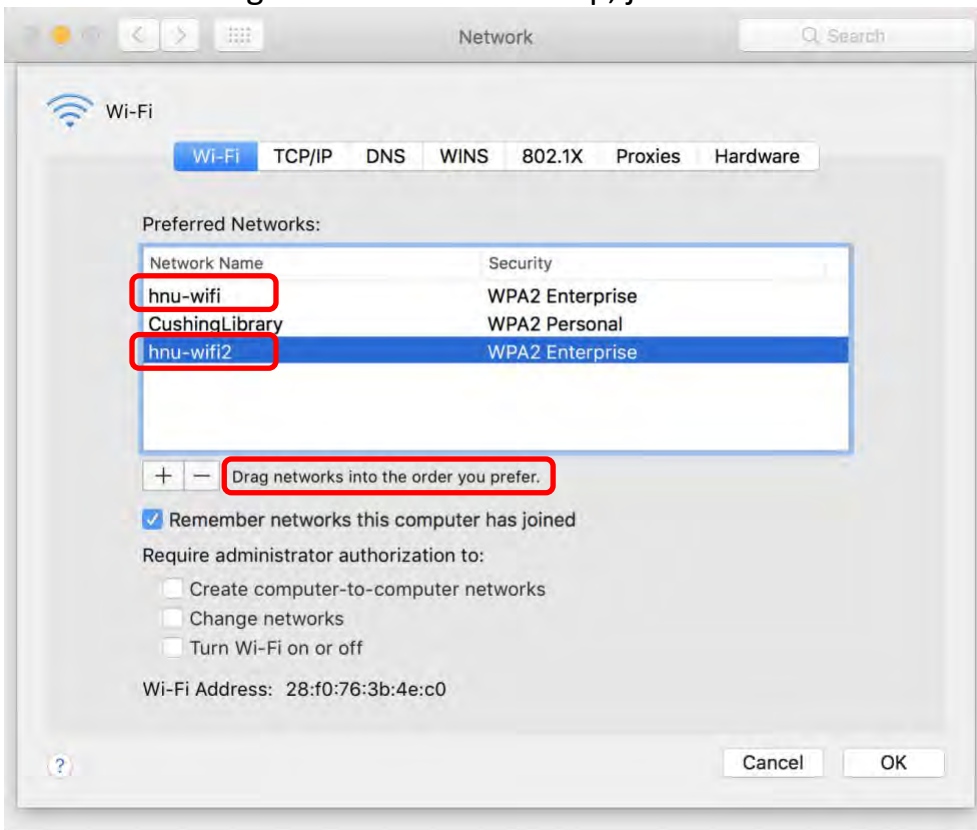 Network
Search
Wi-Fi
Wi-Fi TCP/IP DNS WINS 802.1X Proxies Hardware
Preferred Networks:
Network Name Security
hnu-wifi WPA2 Enterprise
CushingLibrary WPA2 Personal
hnu-wifi2 WPA2 Enterprise
+ − Drag networks into the order you prefer.
Remember networks this computer has joined
Require administrator authorization to:
Create computer-to-computer networks
Change networks
Turn Wi-Fi on or off
Wi-Fi Address: 28:f0:76:3b:4e:c0
? Cancel OK